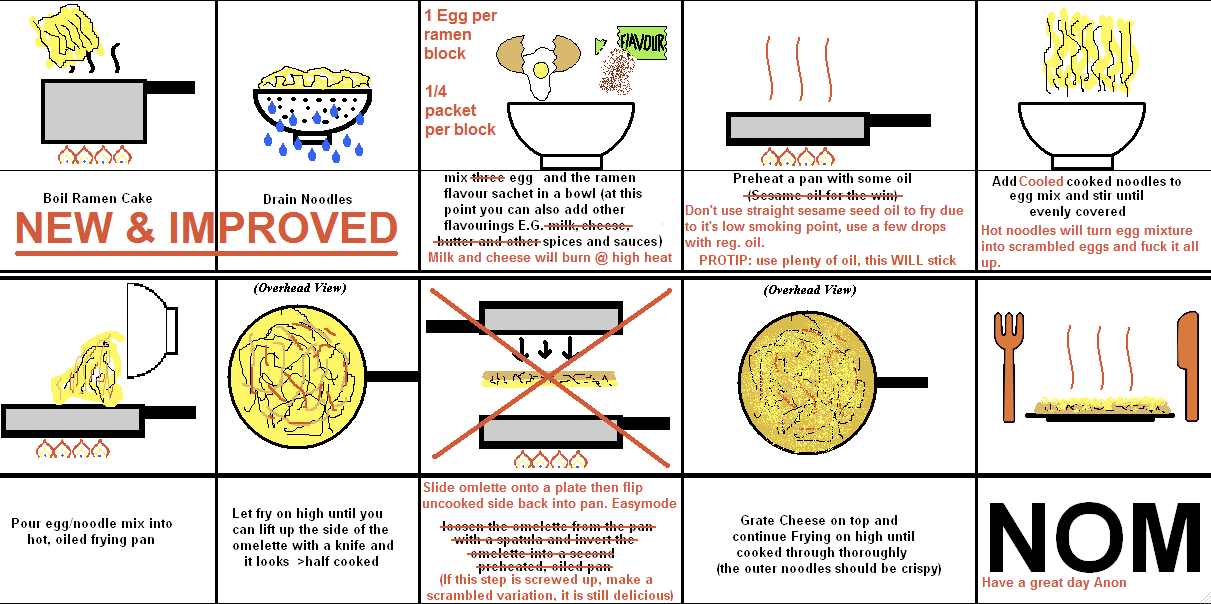 Boil Ramen Cake
Drain Noodles
NEW & IMPROVED
1 Egg per
ramen
block
1/4
packet
per block
FLAVOUR
mix three egg and the ramen
flavour sachet in a bowl (at this
point you can also add other
flavourings E.G. milk, cheese,
butter and other spices and sauces)
Milk and cheese will burn @ high heat
Preheat a pan with some oil
(Sesame oil for the win)
Don't use straight sesame seed oil to fry due
to it's low smoking point, use a few drops
with reg. oil.
PROTIP: use plenty of oil, this WILL stick
Add Cooled cooked noodles to
egg mix and stir until
evenly covered
Hot noodles will turn egg mixture
into scrambled eggs and fuck it all
up.
Pour egg/noodle mix into
hot, oiled frying pan
(Overhead View)
Let fry on high until you
can lift up the side of the
omelette with a knife and
it looks >half cooked
Slide omlette onto a plate then flip
uncooked side back into pan. Easymode
loosen the omelette from the pan
with a spatula and invert the
omelette into a second
preheated, oiled pan
(If this step is screwed up, make a
scrambled variation, it is still delicious)
(Overhead View)
Grate Cheese on top and
continue Frying on high until
cooked through thoroughly
(the outer noodles should be crispy)
NOM
Have a great day Anon